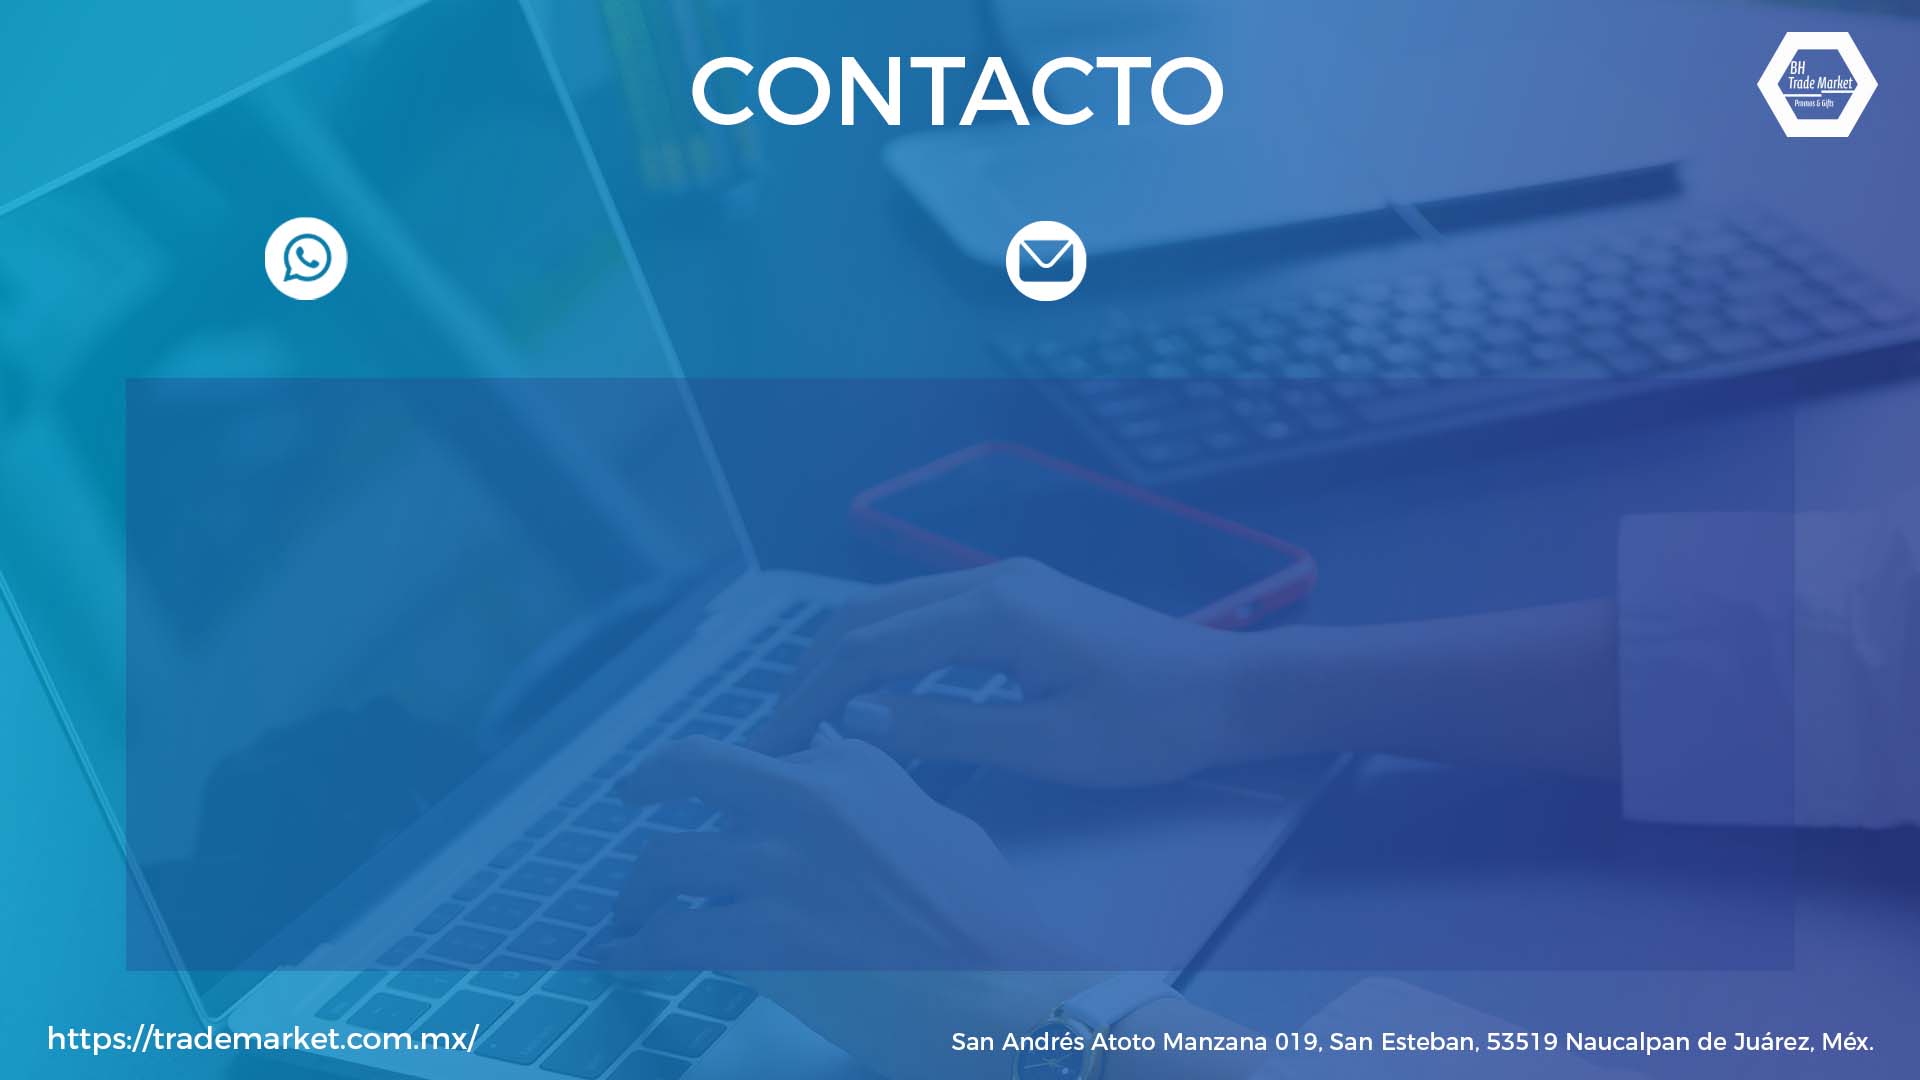 CONTACTO
BH
Trade Market
Promos & Gifts
https://trademarket.com.mx/
San Andrés Atoto Manzana 019, San Esteban, 53519 Naucalpan de Juárez, Méx.